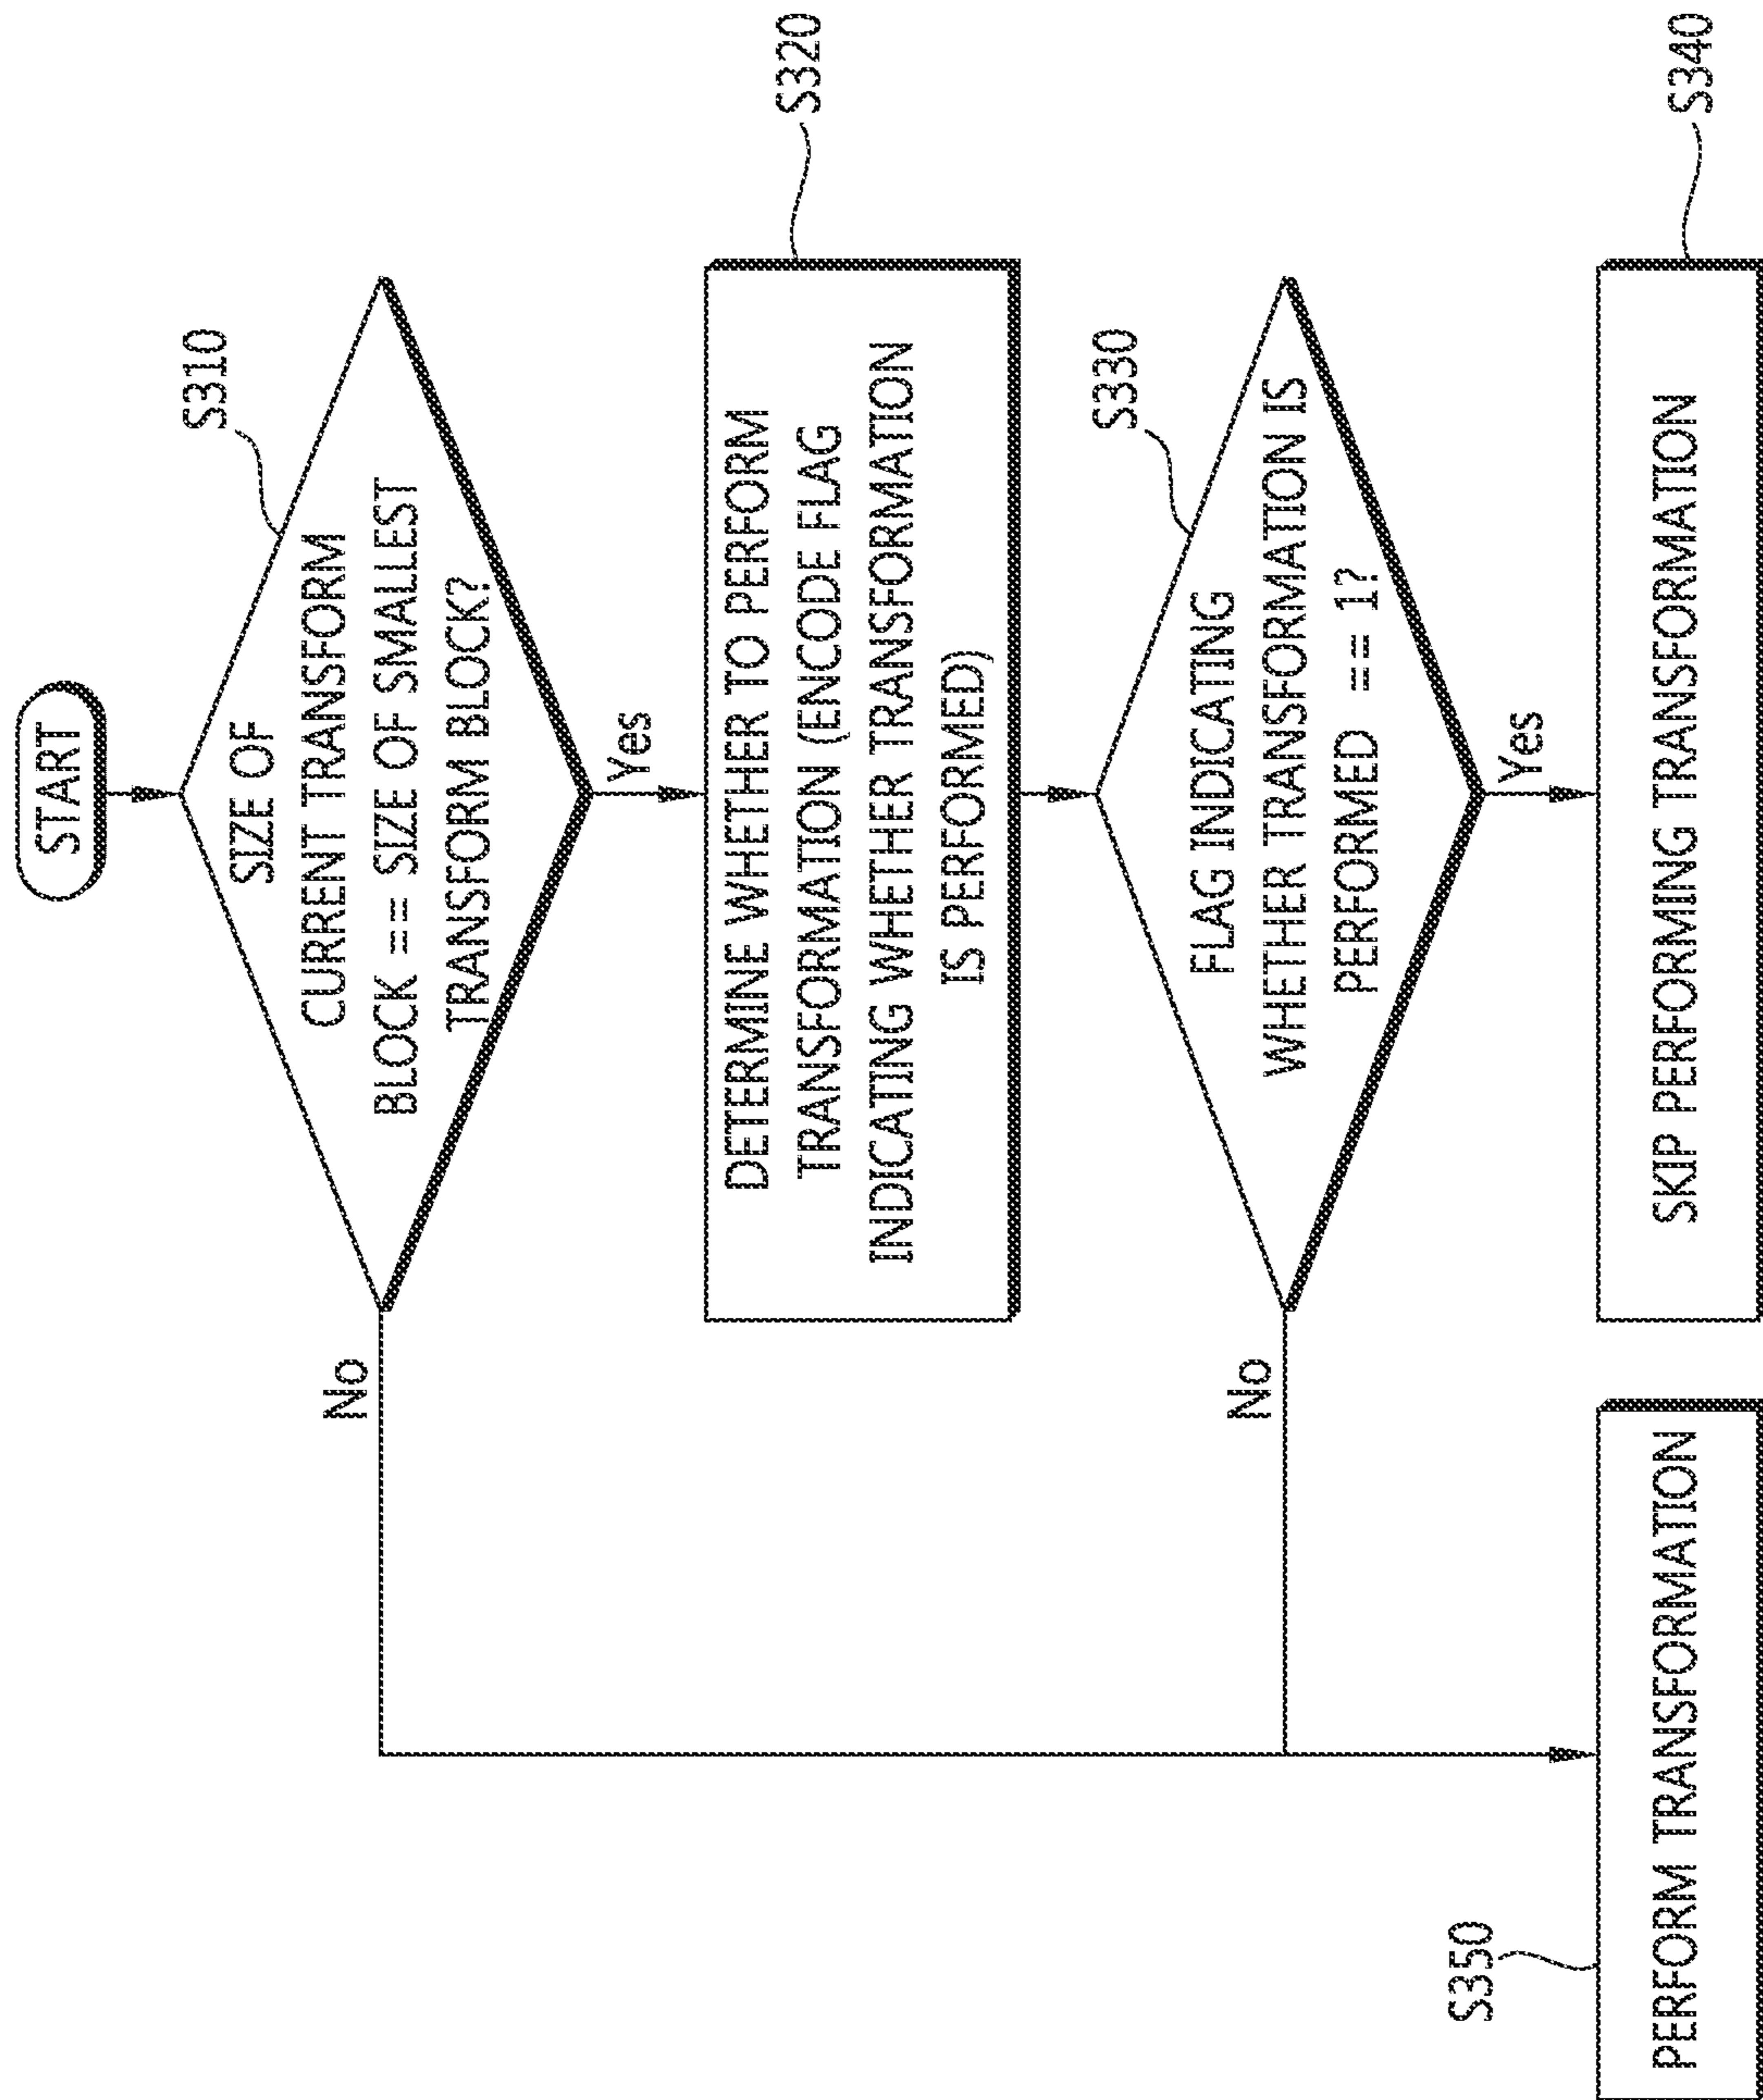 START
S310
SIZE OF
CURRENT TRANSFORM
BLOCK == SIZE OF SMALLEST
TRANSFORM BLOCK?
No
Yes
S320
DETERMINE WHETHER TO PERFORM
TRANSFORMATION (ENCODE FLAG
INDICATING WHETHER TRANSFORMATION
IS PERFORMED)
S330
FLAG INDICATING
WHETHER TRANSFORMATION IS
PERFORMED == 1?
No
Yes
S350
PERFORM TRANSFORMATION
SKIP PERFORMING TRANSFORMATION
S340